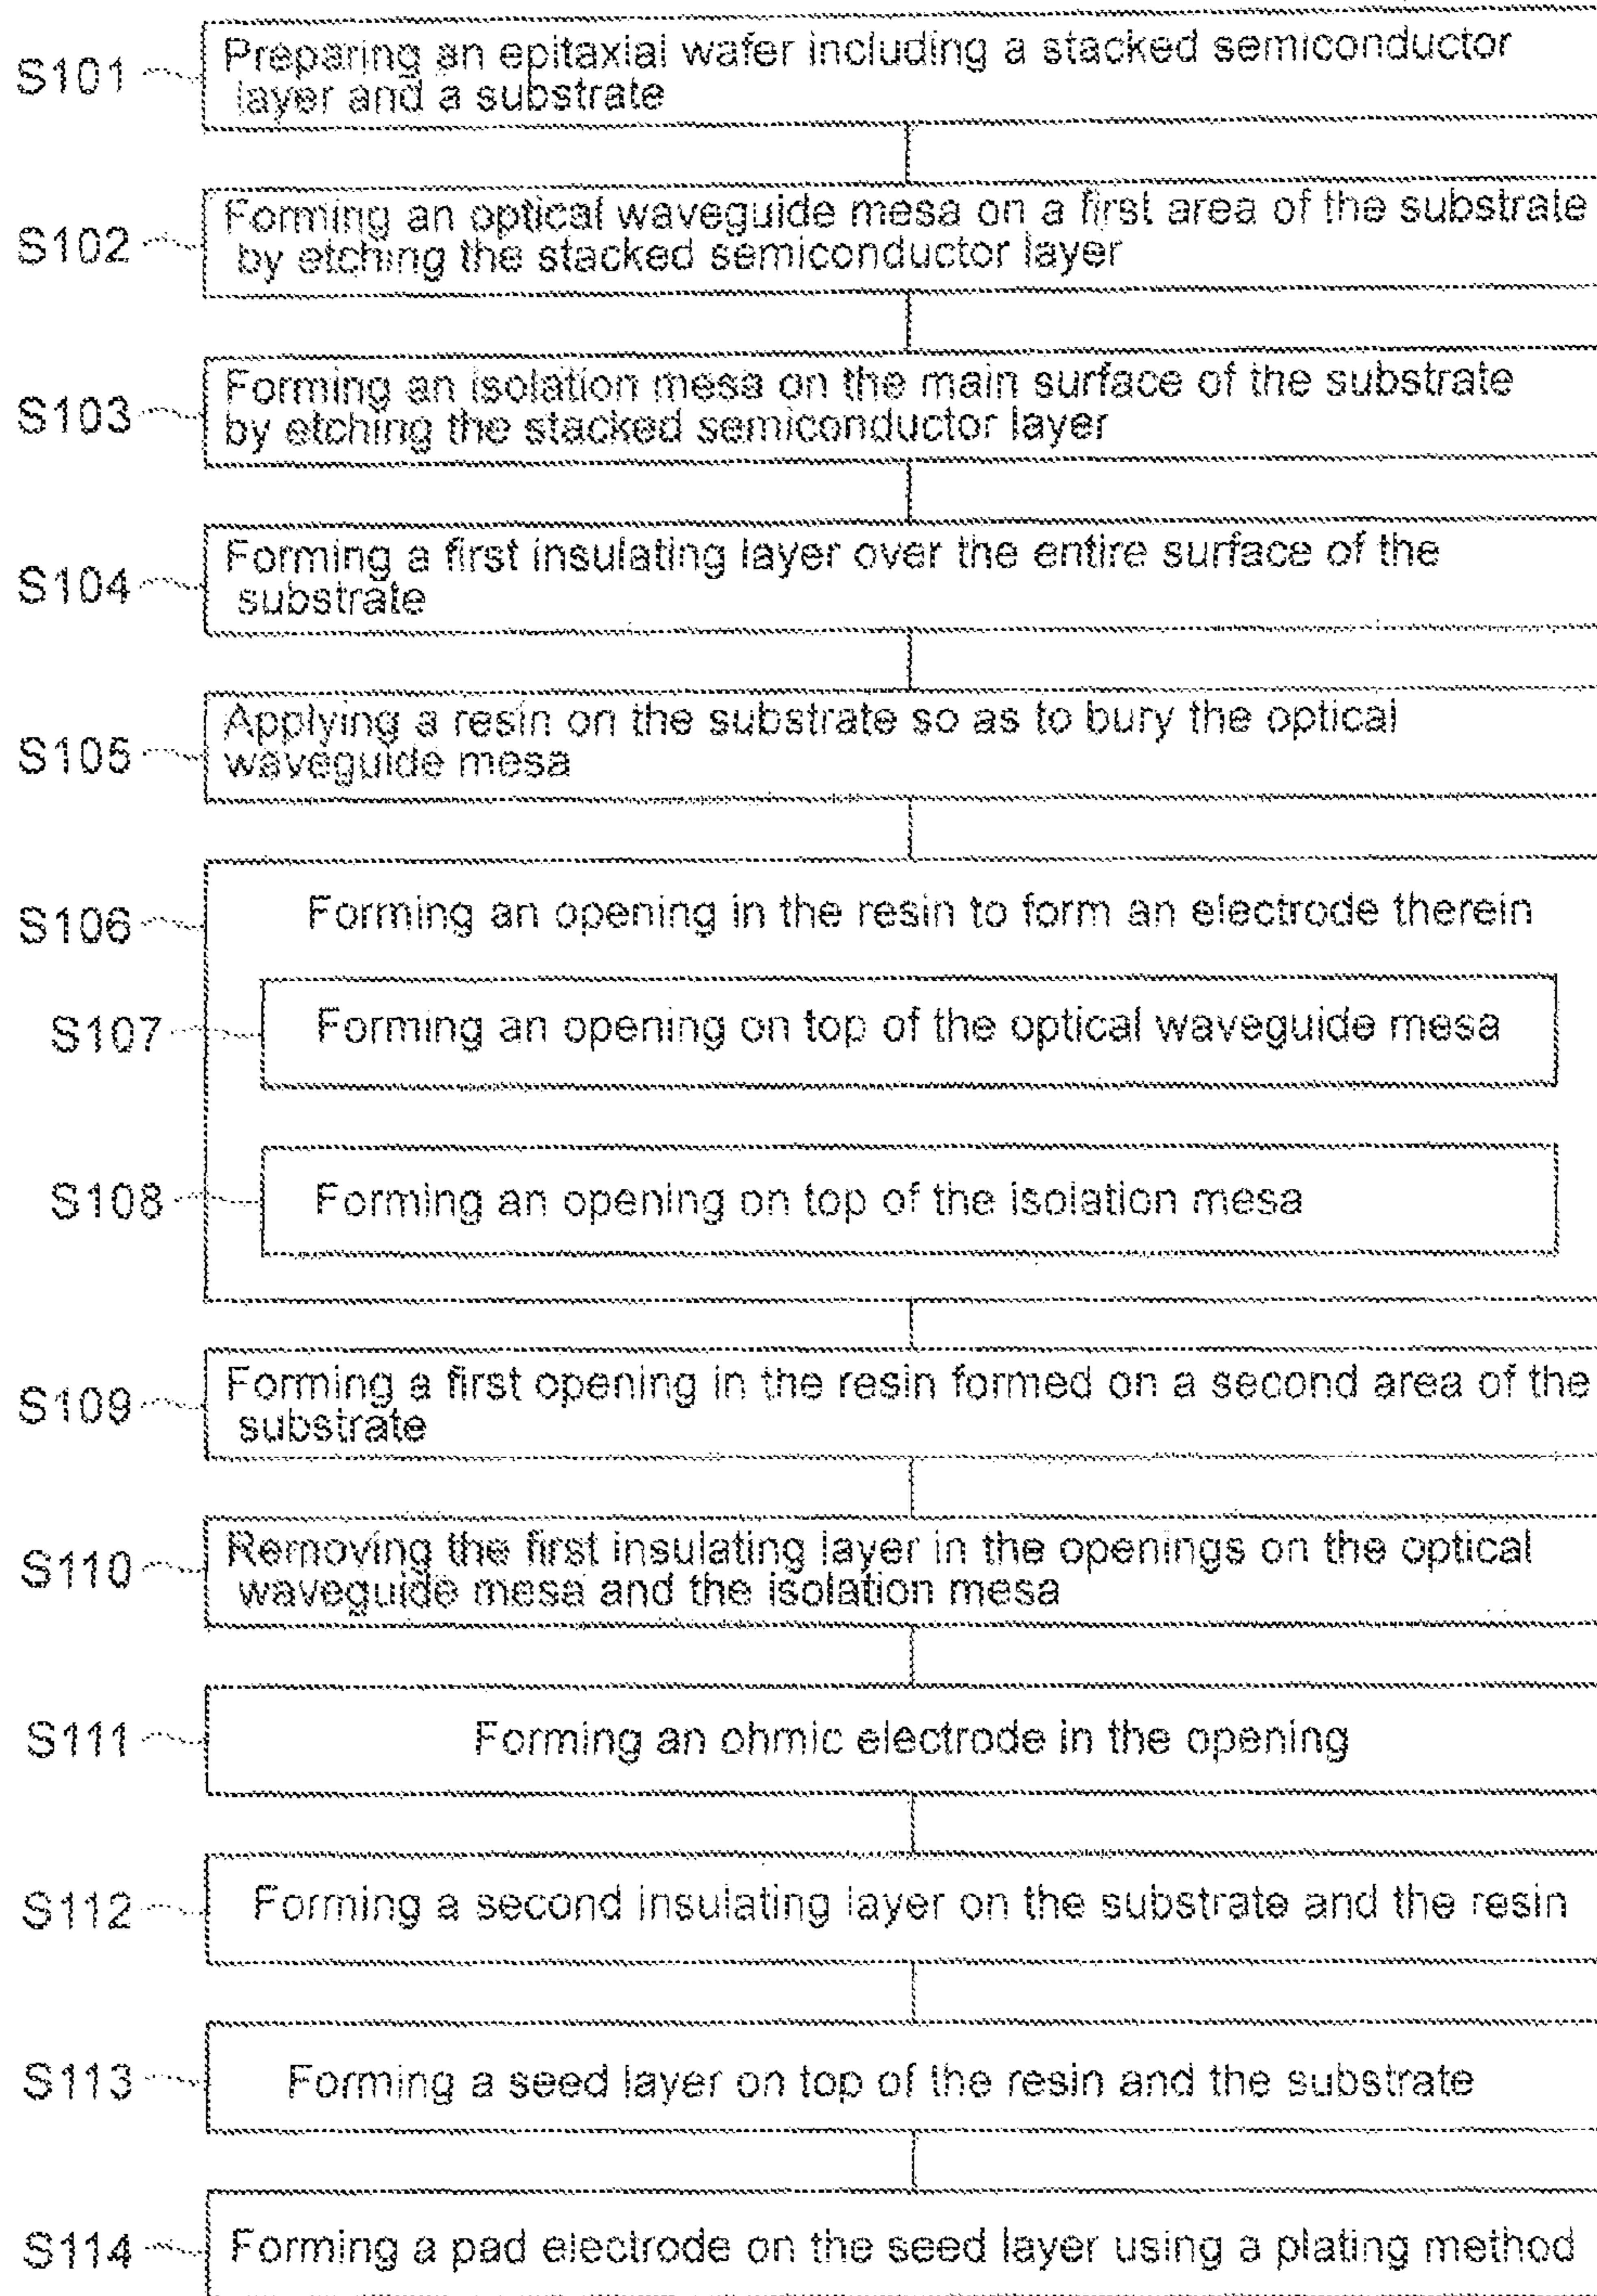 S101 Preparing an epitaxial wafer including a stacked semiconductor
layer and a substrate
S102 Forming an optical waveguide mesa on a first area of the substrate
by etching the stacked semiconductor layer
S103 Forming an isolation mesa on the main surface of the substrate
by etching the stacked semiconductor layer
S104 Forming a first insulating layer over the entire surface of the
substrate
S105 Applying a resin on the substrate so as to bury the optical
waveguide mesa
S106 Forming an opening in the resin to form an electrode therein
S107 Forming an opening on top of the optical waveguide mesa
S108 Forming an opening on top of the isolation mesa
S109 Forming a first opening in the resin formed on a second area of the
substrate
S110 Removing the first insulating layer in the openings on the optical
waveguide mesa and the isolation mesa
S111 Forming an ohmic electrode in the opening
S112 Forming a second insulating layer on the substrate and the resin
S113 Forming a seed layer on top of the resin and the substrate
S114 Forming a pad electrode on the seed layer using a plating method